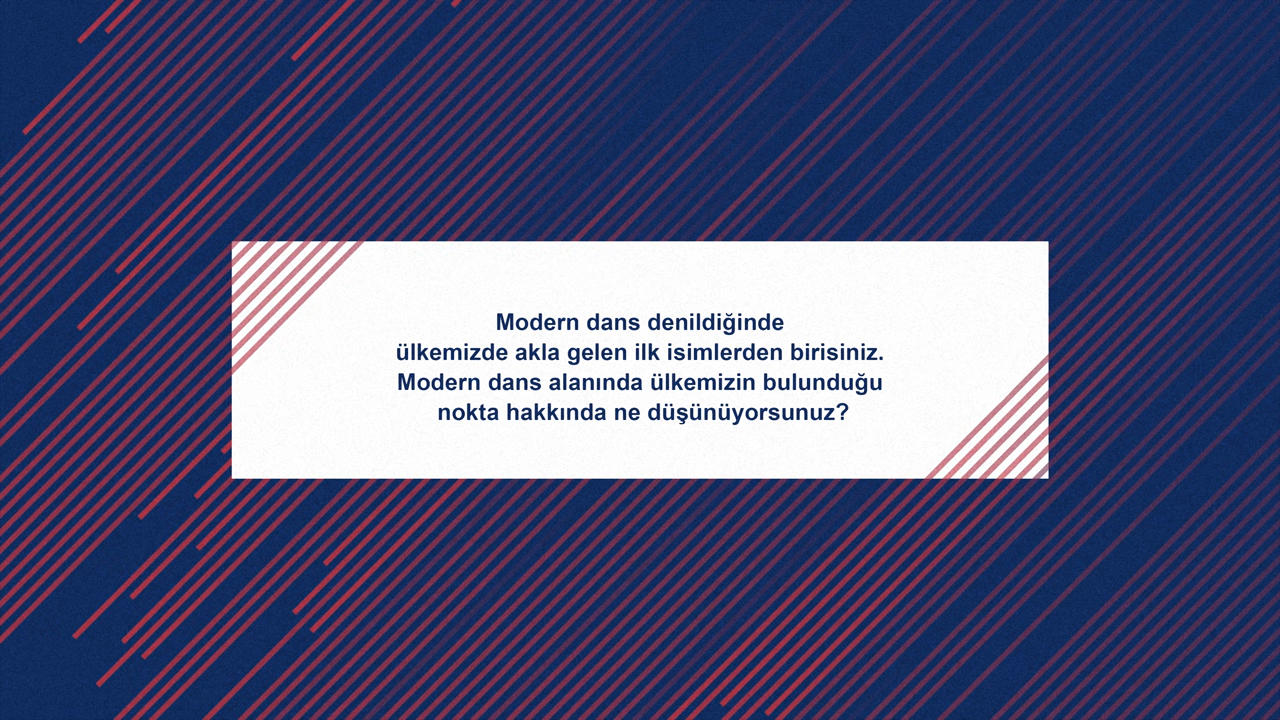 Modern dans denildiğinde
ülkemizde akla gelen ilk isimlerden birisiniz.
Modern dans alanında ülkemizin bulunduğu
nokta hakkında ne düşünüyorsunuz?